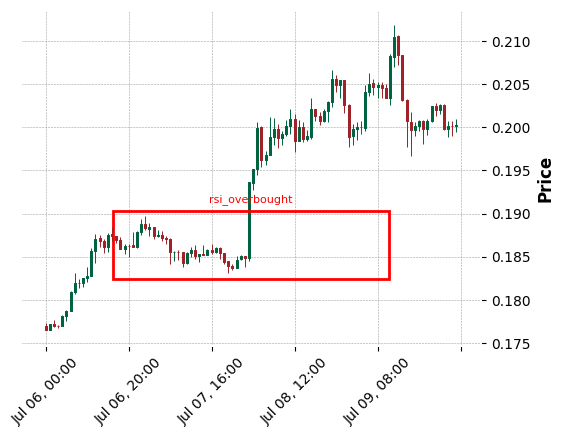 0.210
0.205
0.200
0.195
rsi_overbought
0.190
0.185
0.180
0.175
Price
Jul 06, 00:00
Jul 06, 20:00
Jul 07, 16:00
Jul 08, 12:00
Jul 09, 08:00